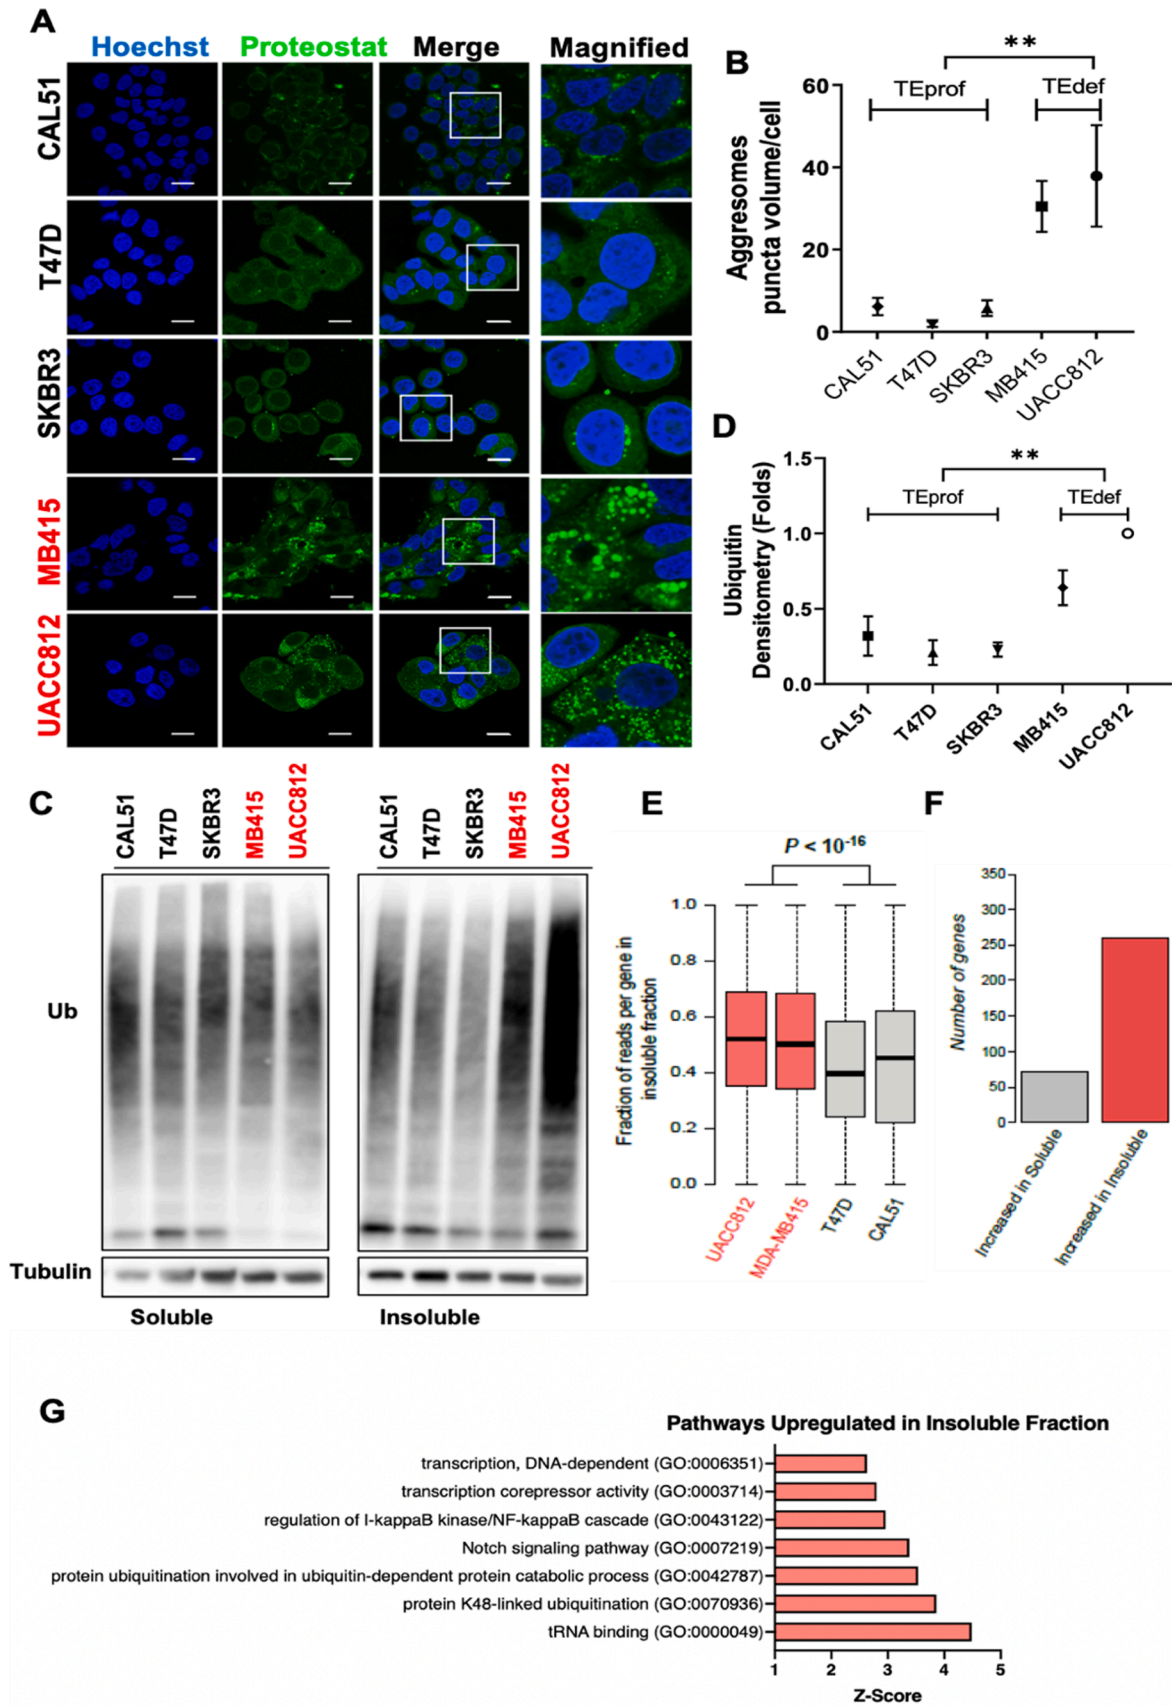 A
Hoechst Proteostat Merge Magnified
CAL51
T47D
SKBR3
MB415
UACC812
B
**
TEprof TEdef
Aggresomes
puncta volume/cell
60
40
20
0
CAL51 T47D SKBR3 MB415 UACC812
D
**
TEprof TEdef
Ubiquitin
Densitometry (Folds)
1.5
1.0
0.5
0.0
CAL51 T47D SKBR3 MB415 UACC812
C
CAL51 T47D SKBR3 MB415 UACC812
CAL51 T47D SKBR3 MB415 UACC812
Ub
Tubulin
Soluble Insoluble
E
P < 10-16
Fraction of reads per gene in
insoluble fraction
1.0
0.8
0.6
0.4
0.2
0.0
UACC812 MDA-MB415 T47D CAL51
F
Number of genes
350
300
250
200
150
100
50
0
Increased in Soluble
Increased in Insoluble
G
Pathways Upregulated in Insoluble Fraction
transcription, DNA-dependent (GO:0006351)
transcription corepressor activity (GO:0003714)
regulation of I-kappaB kinase/NF-kappaB cascade (GO:0043122)
Notch signaling pathway (GO:0007219)
protein ubiquitination involved in ubiquitin-dependent protein catabolic process (GO:0042787)
protein K48-linked ubiquitination (GO:0070936)
tRNA binding (GO:0000049)
1 2 3 4 5
Z-Score